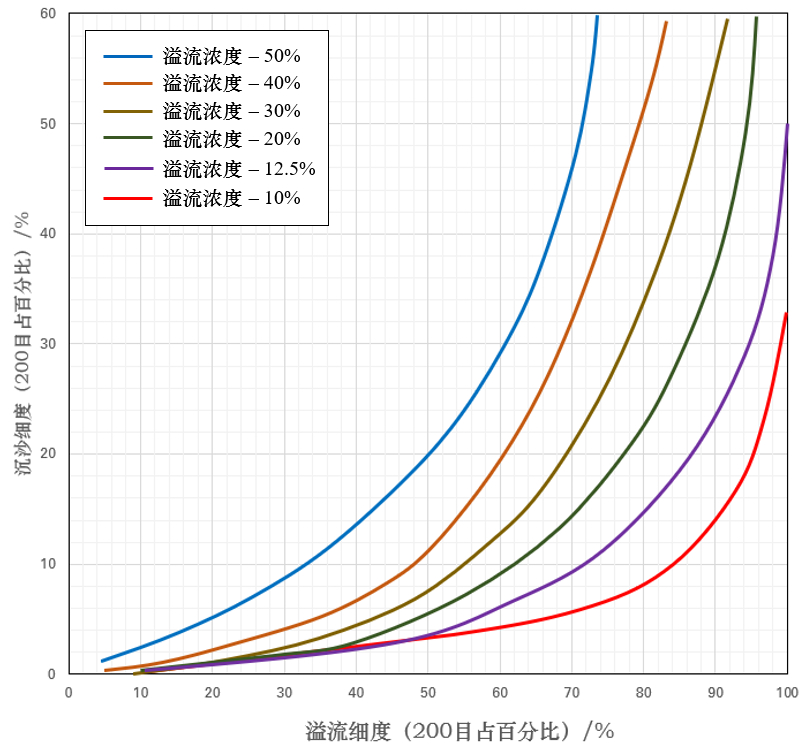 60
50
40
30
20
10
0
溢流浓度 – 50%
溢流浓度 – 40%
溢流浓度 – 30%
溢流浓度 – 20%
溢流浓度 – 12.5%
溢流浓度 – 10%
沉沙细度（200目占百分比）/%
0 10 20 30 40 50 60 70 80 90 100
溢流细度（200目占百分比）/%